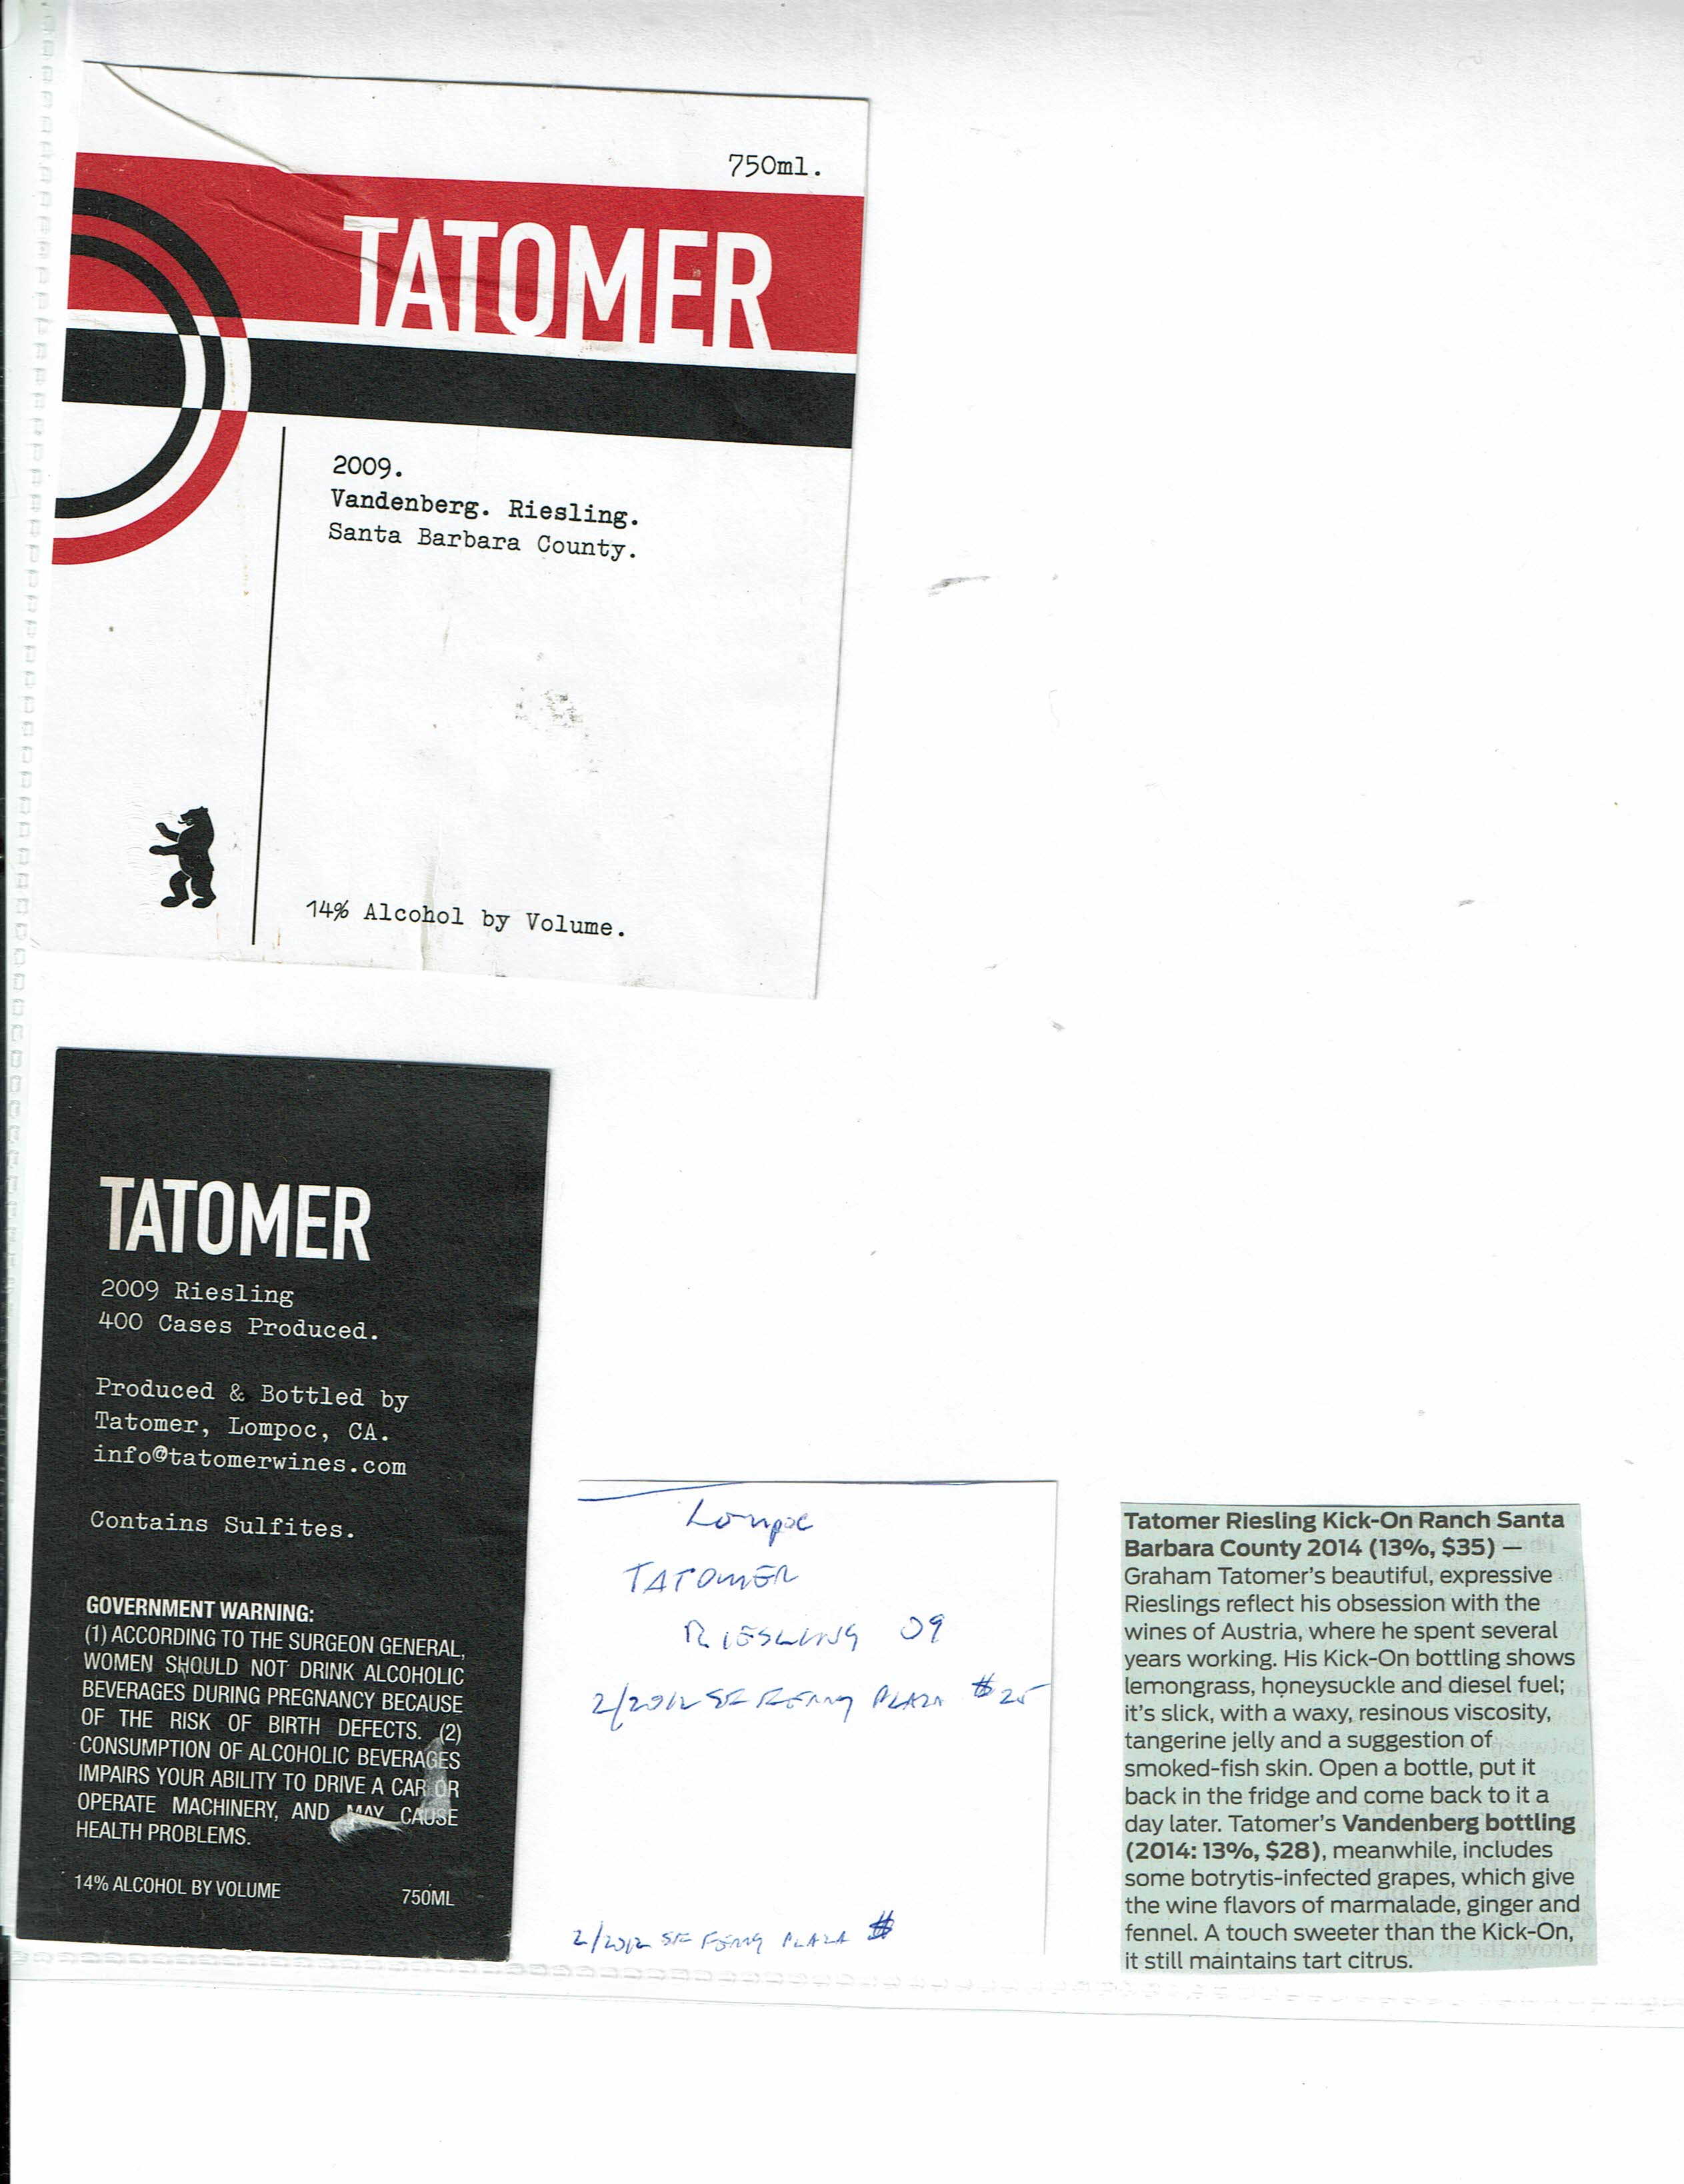 750ml.
TATOMER
2009.
Vandenberg. Riesling.
Santa Barbara County.
14% Alcohol by Volume.
TATOMER
2009 Riesling
400 Cases Produced.
Produced & Bottled by
Tatomer, Lompoc, CA.
info@tatomerwines.com
Contains Sulfites.
GOVERNMENT WARNING:
(1) ACCORDING TO THE SURGEON GENERAL,
WOMEN SHOULD NOT DRINK ALCOHOLIC
BEVERAGES DURING PREGNANCY BECAUSE
OF THE RISK OF BIRTH DEFECTS. (2)
CONSUMPTION OF ALCOHOLIC BEVERAGES
IMPAIRS YOUR ABILITY TO DRIVE A CAR OR
OPERATE MACHINERY, AND MAY CAUSE
HEALTH PROBLEMS.
14% ALCOHOL BY VOLUME 750ML
Lompoc
TATOMER
RIESLING 09
2/2012 SF FERRY PLAZA $25
2/2012 SF FERRY PLAZA $
Tatomer Riesling Kick-On Ranch Santa
Barbara County 2014 (13%, $35) —
Graham Tatomer's beautiful, expressive
Rieslings reflect his obsession with the
wines of Austria, where he spent several
years working. His Kick-On bottling shows
lemongrass, honeysuckle and diesel fuel;
it's slick, with a waxy, resinous viscosity,
tangerine jelly and a suggestion of
smoked-fish skin. Open a bottle, put it
back in the fridge and come back to it a
day later. Tatomer's Vandenberg bottling
(2014: 13%, $28), meanwhile, includes
some botrytis-infected grapes, which give
the wine flavors of marmalade, ginger and
fennel. A touch sweeter than the Kick-On,
it still maintains tart citrus.